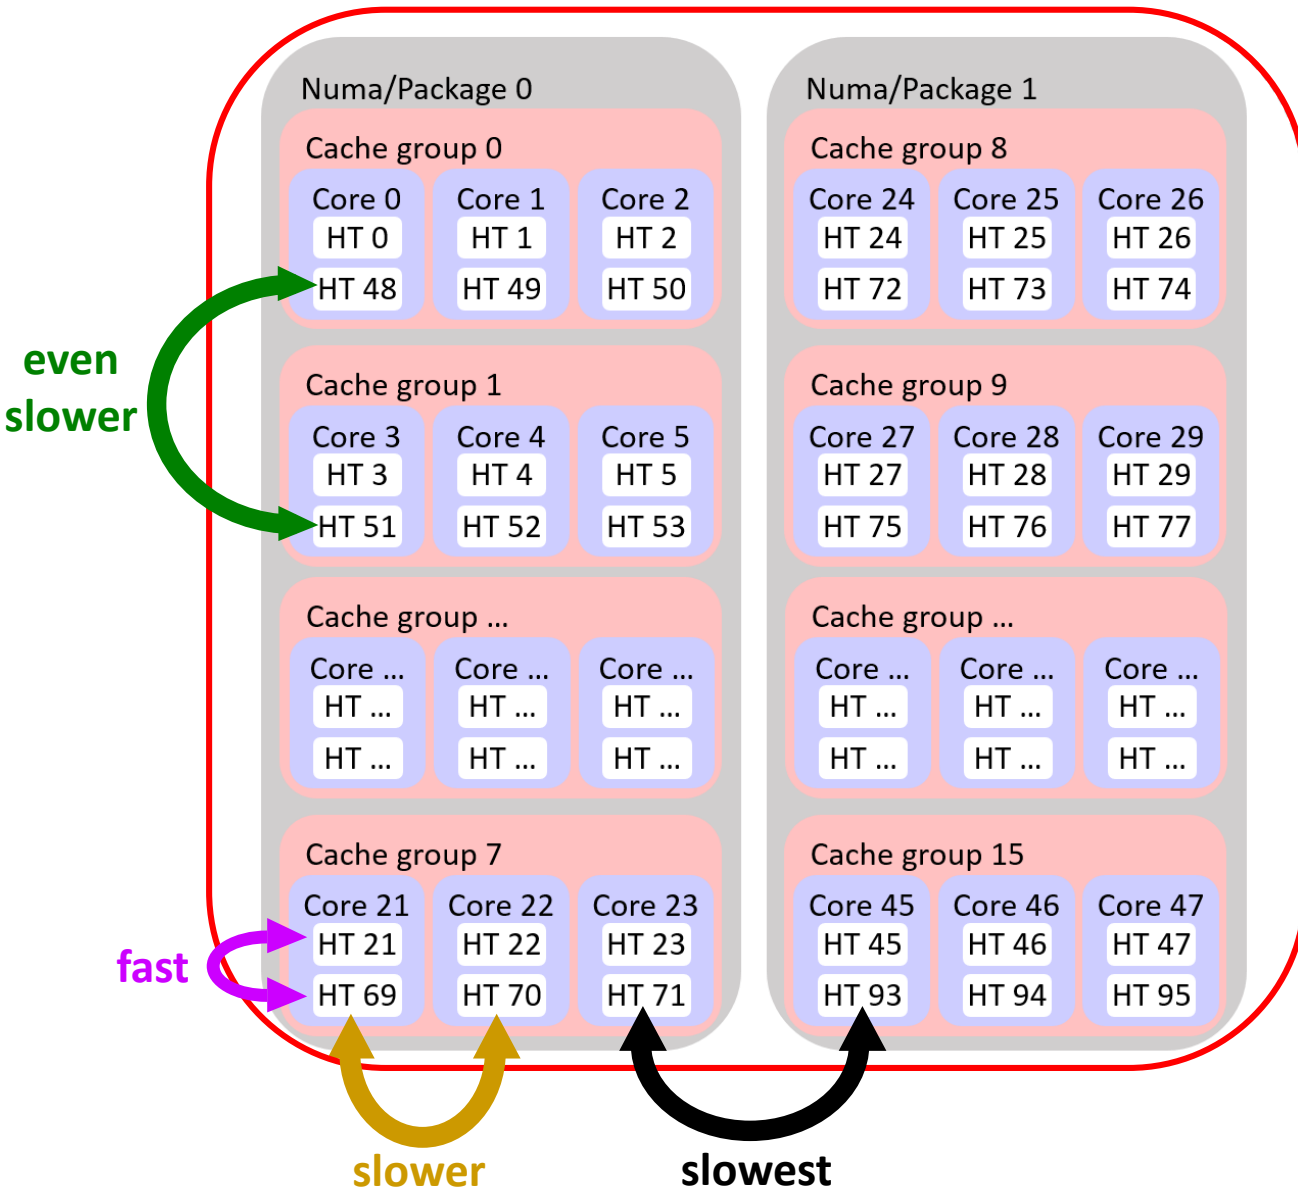 Numa/Package 0
Cache group 0
Core 0 Core 1 Core 2
HT 0 HT 1 HT 2
HT 48 HT 49 HT 50
Cache group 1
Core 3 Core 4 Core 5
HT 3 HT 4 HT 5
HT 51 HT 52 HT 53
Cache group ...
Core ... Core ... Core ...
HT ... HT ... HT ...
HT ... HT ... HT ...
Cache group 7
Core 21 Core 22 Core 23
HT 21 HT 22 HT 23
HT 69 HT 70 HT 71
Numa/Package 1
Cache group 8
Core 24 Core 25 Core 26
HT 24 HT 25 HT 26
HT 72 HT 73 HT 74
Cache group 9
Core 27 Core 28 Core 29
HT 27 HT 28 HT 29
HT 75 HT 76 HT 77
Cache group ...
Core ... Core ... Core ...
HT ... HT ... HT ...
HT ... HT ... HT ...
Cache group 15
Core 45 Core 46 Core 47
HT 45 HT 46 HT 47
HT 93 HT 94 HT 95
even
slower
fast
slower
slowest